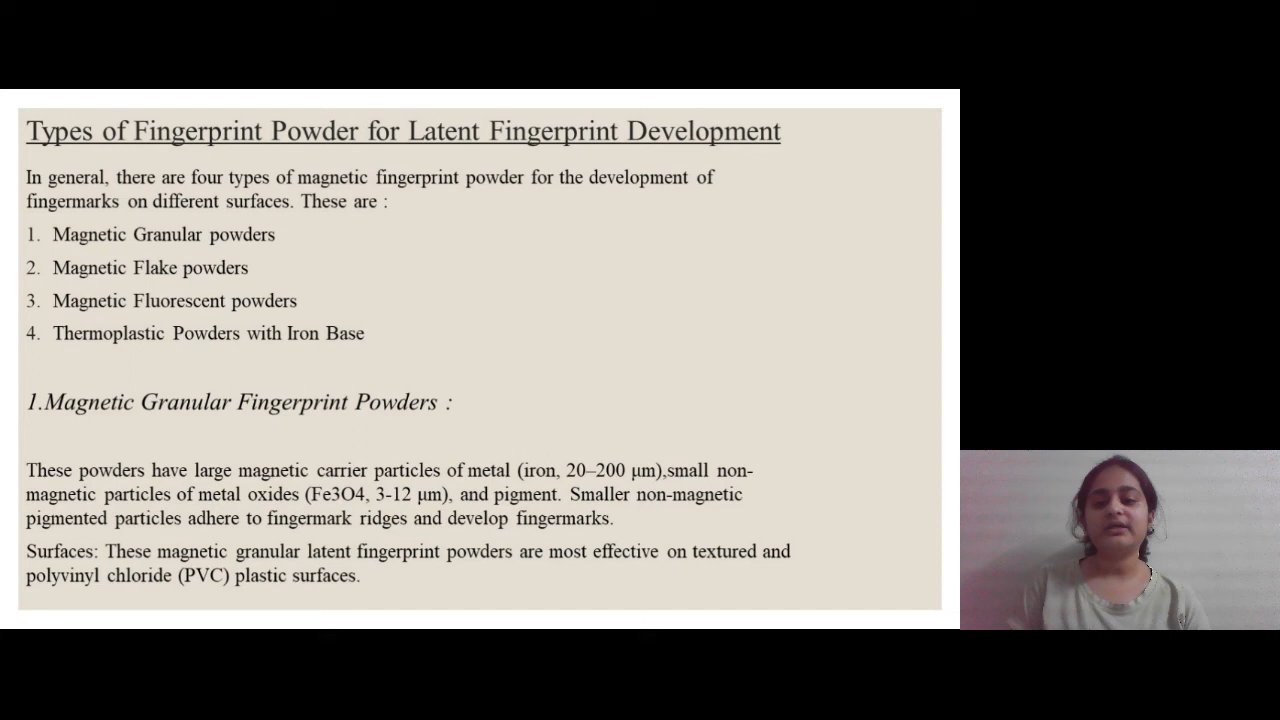 Types of Fingerprint Powder for Latent Fingerprint Development
In general, there are four types of magnetic fingerprint powder for the development of
fingermarks on different surfaces. These are :
1. Magnetic Granular powders
2. Magnetic Flake powders
3. Magnetic Fluorescent powders
4. Thermoplastic Powders with Iron Base
1.Magnetic Granular Fingerprint Powders :
These powders have large magnetic carrier particles of metal (iron, 20–200 μm),small non-
magnetic particles of metal oxides (Fe3O4, 3-12 μm), and pigment. Smaller non-magnetic
pigmented particles adhere to fingermark ridges and develop fingermarks.
Surfaces: These magnetic granular latent fingerprint powders are most effective on textured and
polyvinyl chloride (PVC) plastic surfaces.